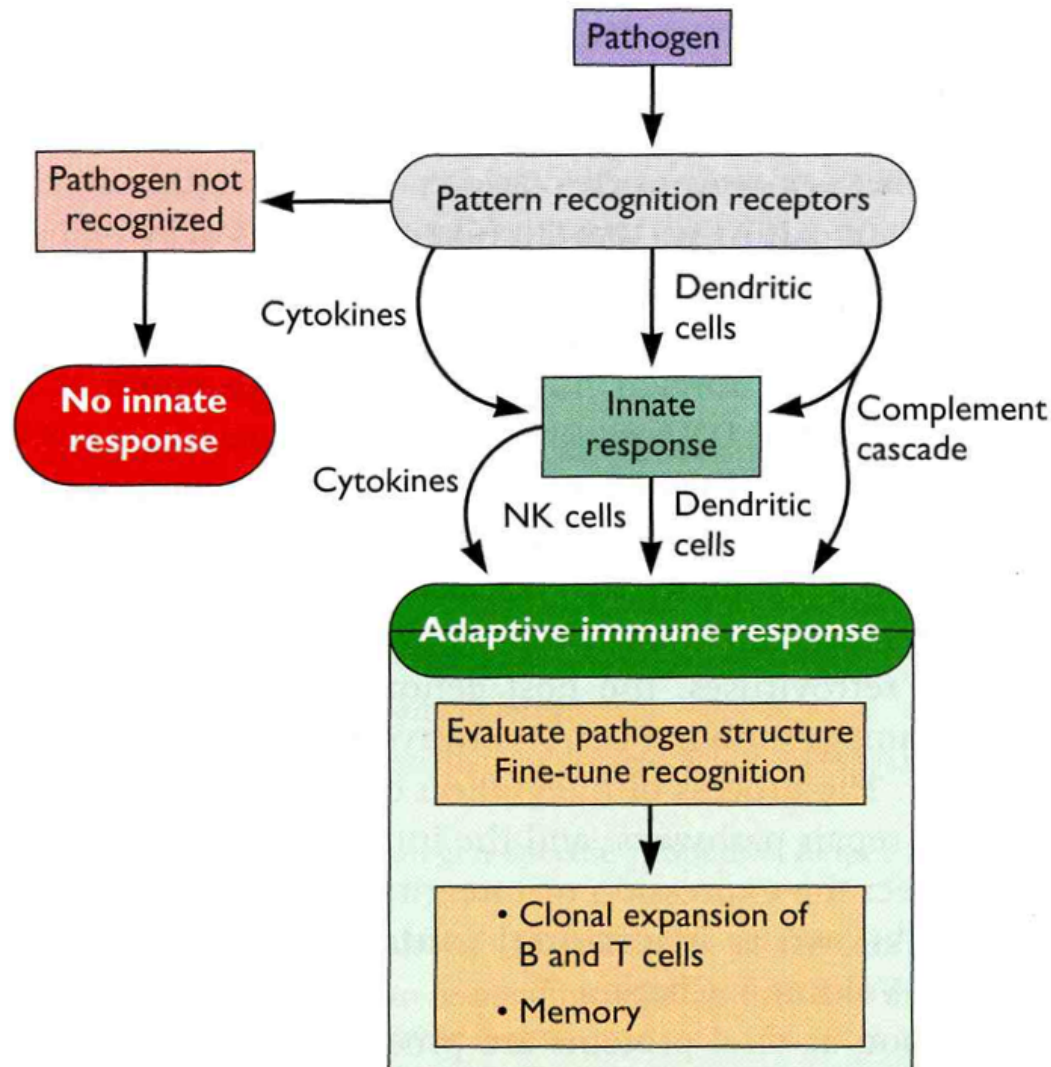 Pathogen
Pathogen not
recognized
Pattern recognition receptors
Cytokines
Dendritic
cells
No innate
response
Innate
response
Complement
cascade
Cytokines
NK cells
Dendritic
cells
Adaptive immune response
Evaluate pathogen structure
Fine-tune recognition
• Clonal expansion of
B and T cells
• Memory